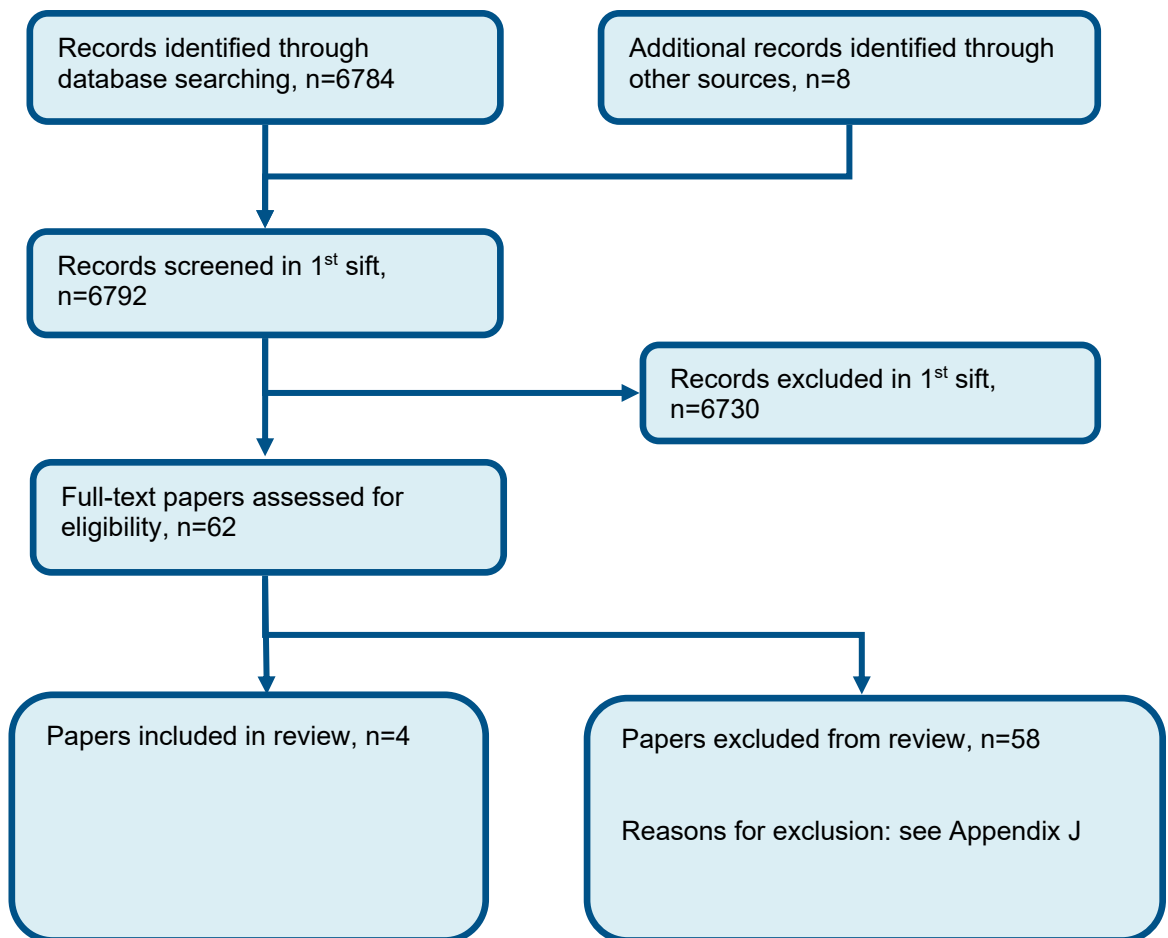 Records identified through
database searching, n=6784
Additional records identified through
other sources, n=8
Records screened in 1st sift,
n=6792
Records excluded in 1st sift,
n=6730
Full-text papers assessed for
eligibility, n=62
Papers included in review, n=4
Papers excluded from review, n=58
Reasons for exclusion: see Appendix J